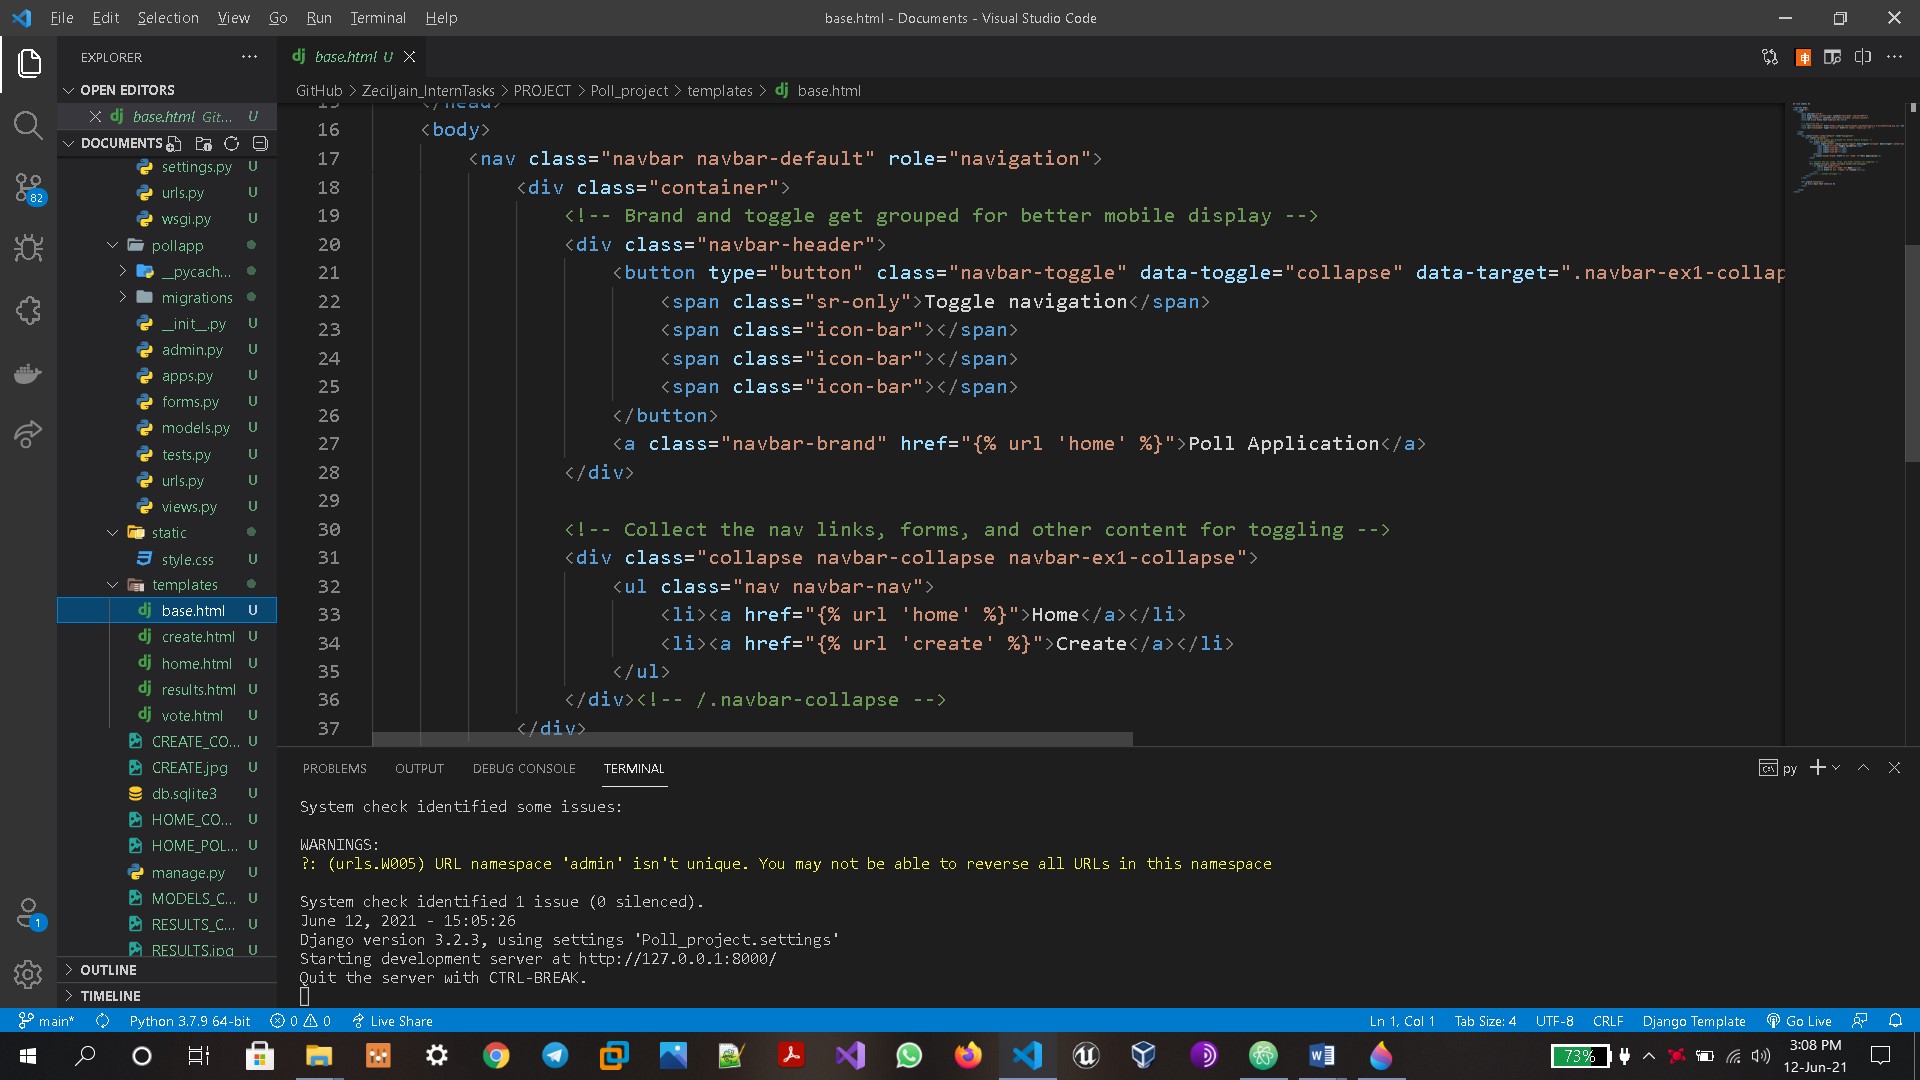 File Edit Selection View Go Run Terminal Help
base.html - Documents - Visual Studio Code
EXPLORER
OPEN EDITORS
base.html Git... U
DOCUMENTS
settings.py U
urls.py U
wsgi.py U
pollapp
__pycach...
migrations
__init__.py U
admin.py U
apps.py U
forms.py U
models.py U
tests.py U
urls.py U
views.py U
static
style.css U
templates
base.html U
create.html U
home.html U
results.html U
vote.html U
CREATE_CO... U
CREATE.jpg U
db.sqlite3 U
HOME_CO... U
HOME_POL... U
manage.py U
MODELS_C... U
RESULTS_C... U
RESULTS.jpg U
OUTLINE
TIMELINE
82
1
base.html U
GitHub > Zeciljain_InternTasks > PROJECT > Poll_project > templates > base.html
15 </head>
16 <body>
17 <nav class="navbar navbar-default" role="navigation">
18 <div class="container">
19 <!-- Brand and toggle get grouped for better mobile display -->
20 <div class="navbar-header">
21 <button type="button" class="navbar-toggle" data-toggle="collapse" data-target=".navbar-ex1-collap
22 <span class="sr-only">Toggle navigation</span>
23 <span class="icon-bar"></span>
24 <span class="icon-bar"></span>
25 <span class="icon-bar"></span>
26 </button>
27 <a class="navbar-brand" href="{% url 'home' %}">Poll Application</a>
28 </div>
29
30 <!-- Collect the nav links, forms, and other content for toggling -->
31 <div class="collapse navbar-collapse navbar-ex1-collapse">
32 <ul class="nav navbar-nav">
33 <li><a href="{% url 'home' %}">Home</a></li>
34 <li><a href="{% url 'create' %}">Create</a></li>
35 </ul>
36 </div><!-- /.navbar-collapse -->
37 </div>
PROBLEMS OUTPUT DEBUG CONSOLE TERMINAL
py
System check identified some issues:
WARNINGS:
?: (urls.W005) URL namespace 'admin' isn't unique. You may not be able to reverse all URLs in this namespace
System check identified 1 issue (0 silenced).
June 12, 2021 - 15:05:26
Django version 3.2.3, using settings 'Poll_project.settings'
Starting development server at http://127.0.0.1:8000/
Quit the server with CTRL-BREAK.
main* Python 3.7.9 64-bit 0 0 Live Share
Ln 1, Col 1 Tab Size: 4 UTF-8 CRLF Django Template Go Live
73%
3:08 PM
12-Jun-21